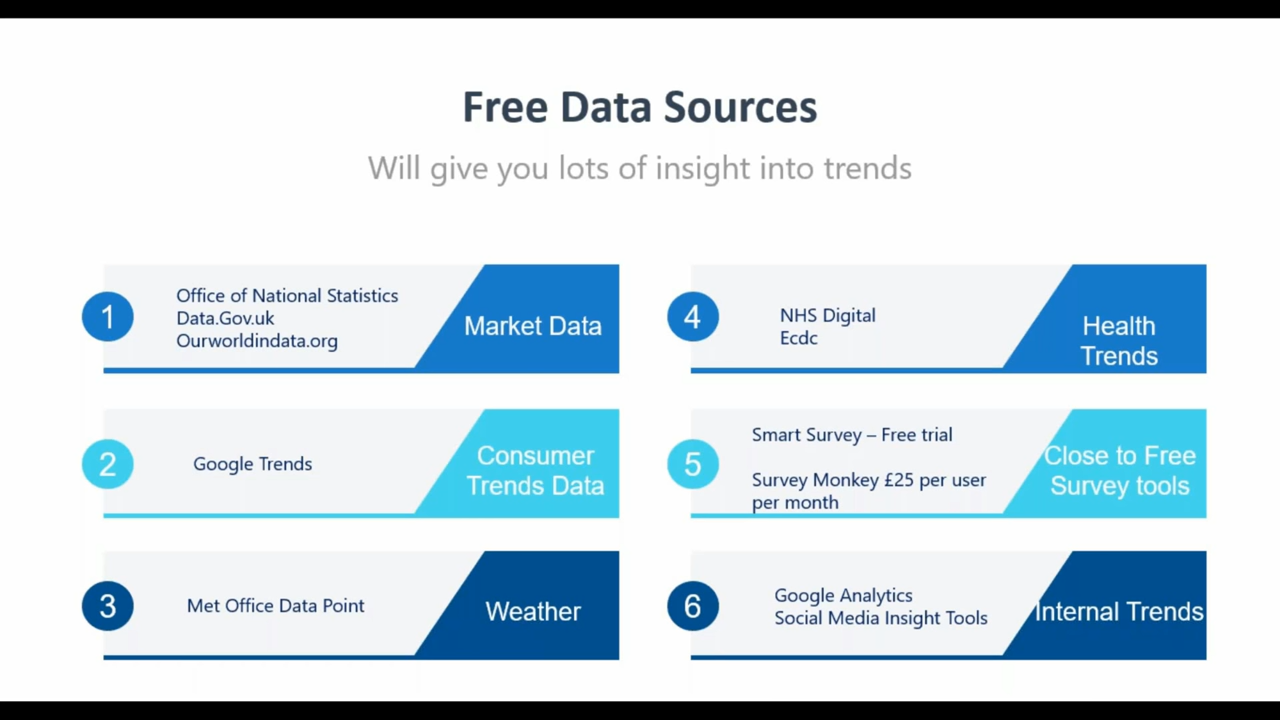 Free Data Sources
Will give you lots of insight into trends
1
Office of National Statistics
Data.Gov.uk
Ourworldindata.org
Market Data
2
Google Trends
Consumer
Trends Data
3
Met Office Data Point
Weather
4
NHS Digital
Ecdc
Health
Trends
5
Smart Survey – Free trial
Survey Monkey £25 per user
per month
Close to Free
Survey tools
6
Google Analytics
Social Media Insight Tools
Internal Trends